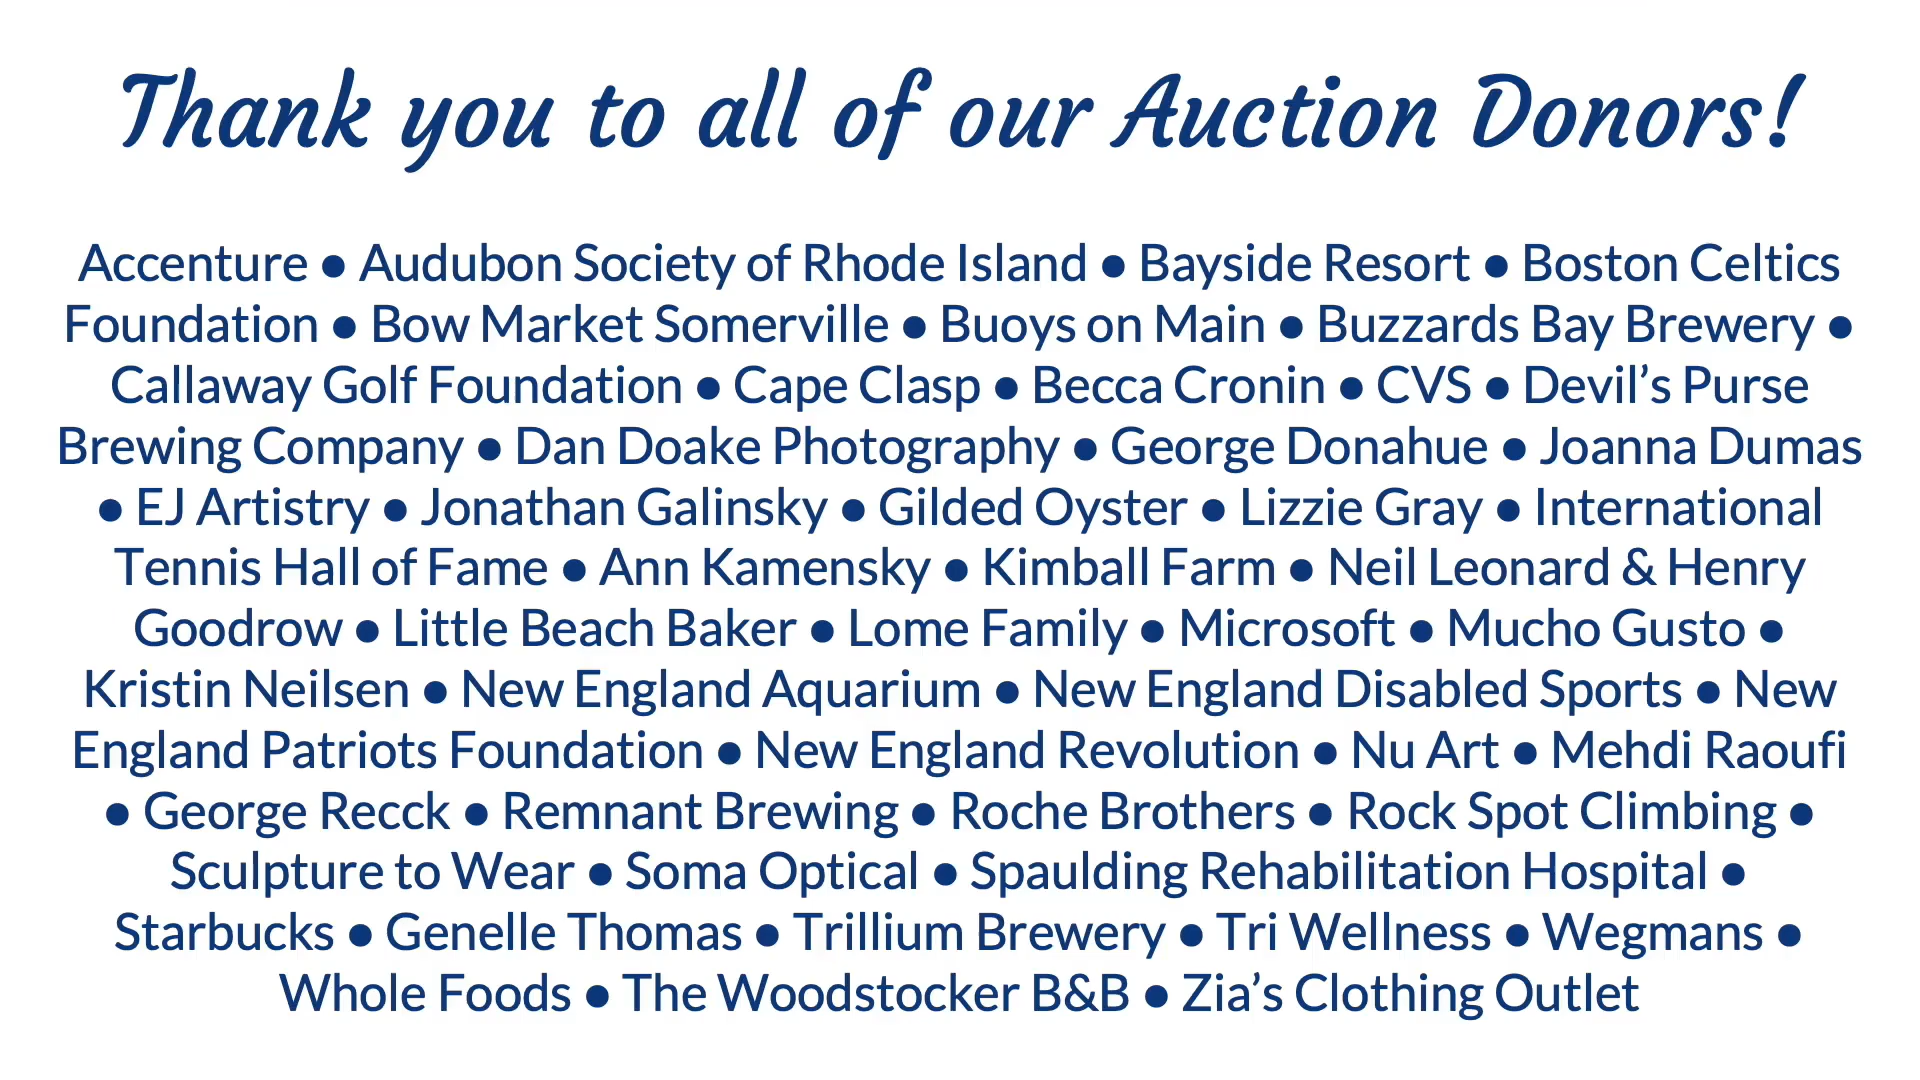 Thank you to all of our Auction Donors!
Accenture ● Audubon Society of Rhode Island ● Bayside Resort ● Boston Celtics
Foundation ● Bow Market Somerville ● Buoys on Main ● Buzzards Bay Brewery ●
Callaway Golf Foundation ● Cape Clasp ● Becca Cronin ● CVS ● Devil’s Purse
Brewing Company ● Dan Doake Photography ● George Donahue ● Joanna Dumas
● EJ Artistry ● Jonathan Galinsky ● Gilded Oyster ● Lizzie Gray ● International
Tennis Hall of Fame ● Ann Kamensky ● Kimball Farm ● Neil Leonard & Henry
Goodrow ● Little Beach Baker ● Lome Family ● Microsoft ● Mucho Gusto ●
Kristin Neilsen ● New England Aquarium ● New England Disabled Sports ● New
England Patriots Foundation ● New England Revolution ● Nu Art ● Mehdi Raoufi
● George Recck ● Remnant Brewing ● Roche Brothers ● Rock Spot Climbing ●
Sculpture to Wear ● Soma Optical ● Spaulding Rehabilitation Hospital ●
Starbucks ● Genelle Thomas ● Trillium Brewery ● Tri Wellness ● Wegmans ●
Whole Foods ● The Woodstocker B&B ● Zia’s Clothing Outlet